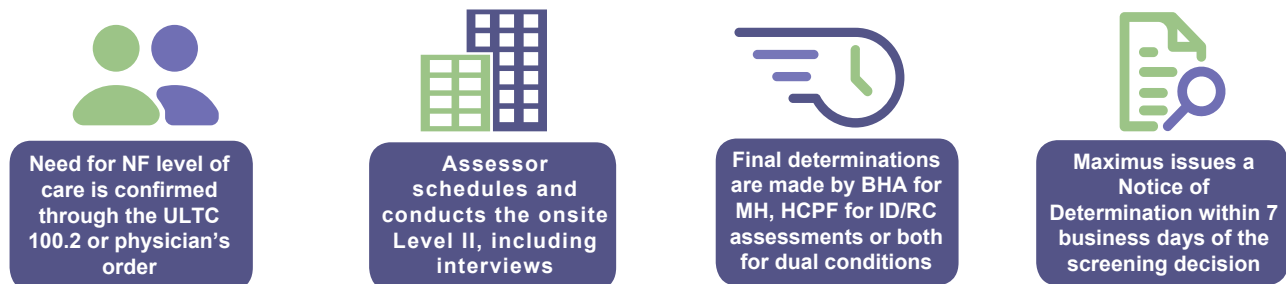 Need for NF level of
care is confirmed
through the ULTC
100.2 or physician's
order
Assessor
schedules and
conducts the onsite
Level II, including
interviews
Final determinations
are made by BHA for
MH, HCPF for ID/RC
assessments or both
for dual conditions
Maximus issues a
Notice of
Determination within 7
business days of the
screening decision